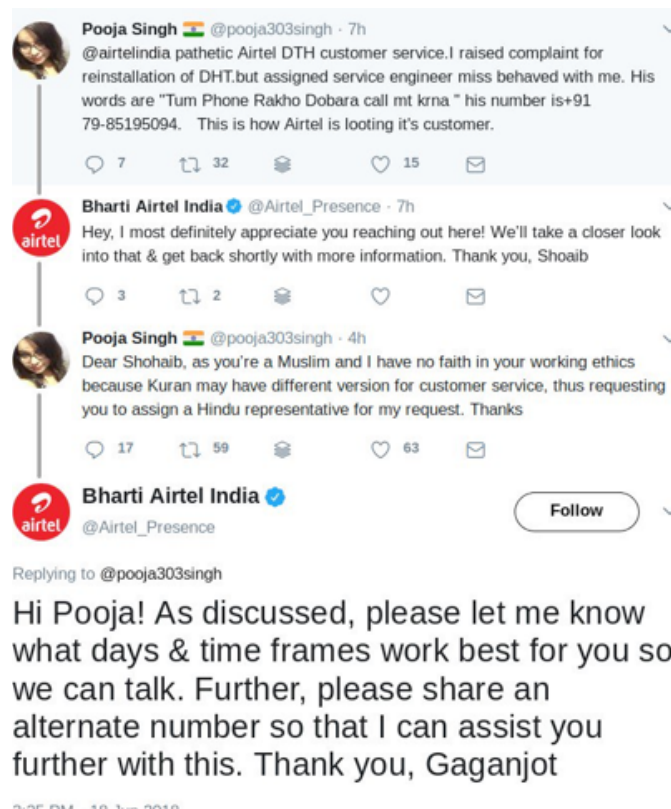 Pooja Singh @pooja303singh · 7h
@airtelindia pathetic Airtel DTH customer service.I raised complaint for
reinstallation of DHT.but assigned service engineer miss behaved with me. His
words are "Tum Phone Rakho Dobara call mt krna " his number is+91
79-85195094. This is how Airtel is looting it's customer.
7 32 15
Bharti Airtel India @Airtel_Presence · 7h
airtel
Hey, I most definitely appreciate you reaching out here! We'll take a closer look
into that & get back shortly with more information. Thank you, Shoaib
3 2
Pooja Singh @pooja303singh · 4h
Dear Shohaib, as you're a Muslim and I have no faith in your working ethics
because Kuran may have different version for customer service, thus requesting
you to assign a Hindu representative for my request. Thanks
17 59 63
Bharti Airtel India
airtel
@Airtel_Presence
Follow
Replying to @pooja303singh
Hi Pooja! As discussed, please let me know
what days & time frames work best for you so
we can talk. Further, please share an
alternate number so that I can assist you
further with this. Thank you, Gaganjot